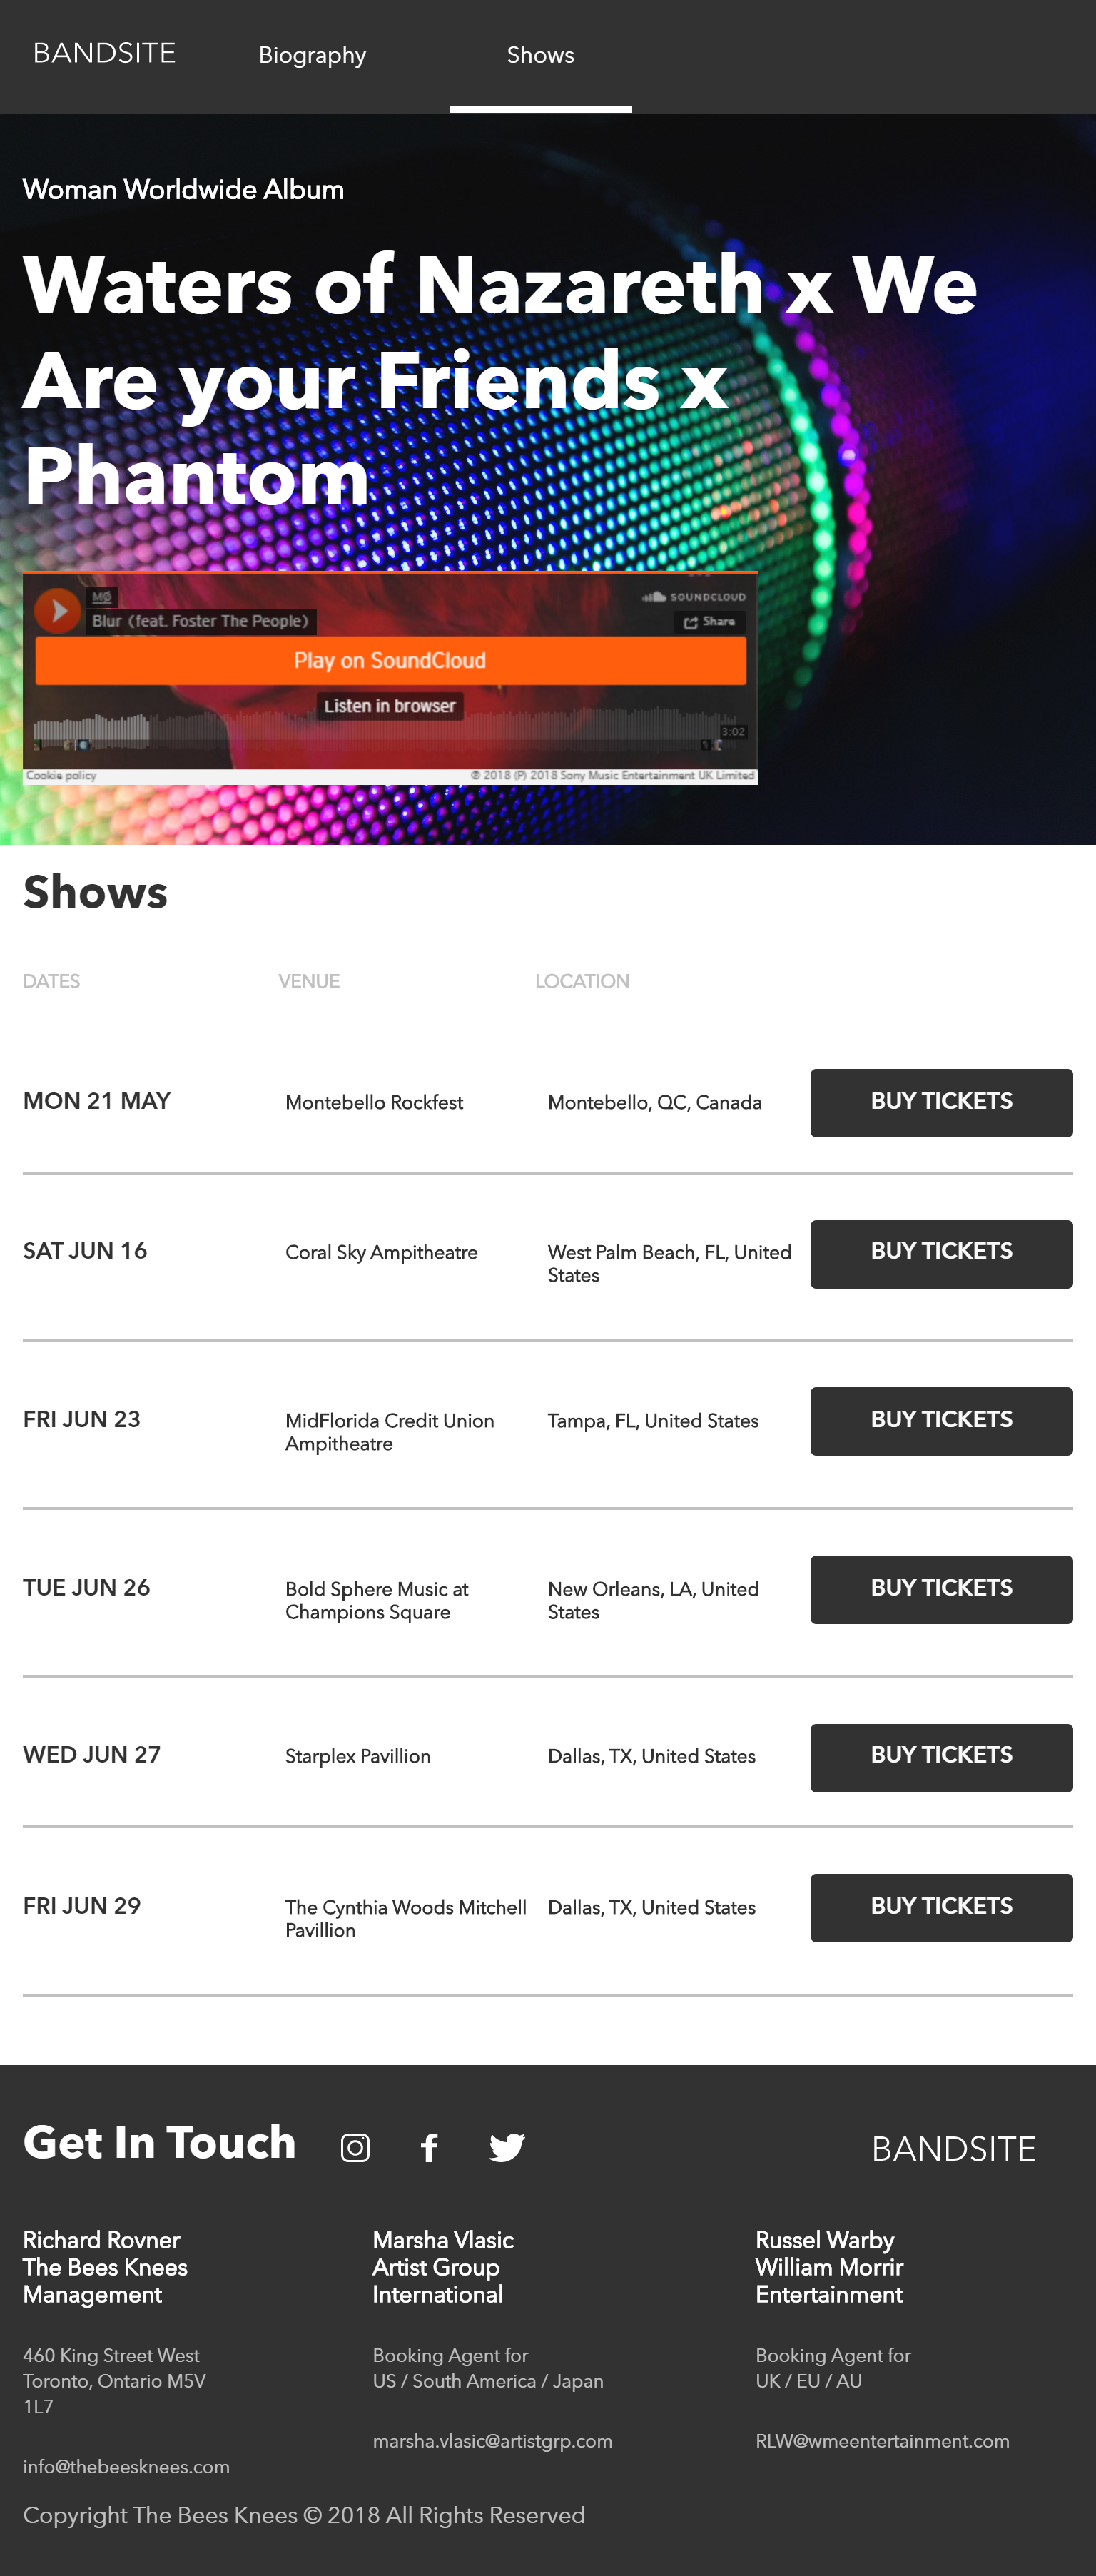 BANDSITE
Biography
Shows
Woman Worldwide Album
Waters of Nazareth x We
Are your Friends x
Phantom
MØ
SOUNDCLOUD
Blur (feat. Foster The People)
Share
Play on SoundCloud
Listen in browser
3:02
Cookie policy
℗ 2018 (P) 2018 Sony Music Entertainment UK Limited
Shows
DATES
VENUE
LOCATION
MON 21 MAY
Montebello Rockfest
Montebello, QC, Canada
BUY TICKETS
SAT JUN 16
Coral Sky Ampitheatre
West Palm Beach, FL, United
States
BUY TICKETS
FRI JUN 23
MidFlorida Credit Union
Ampitheatre
Tampa, FL, United States
BUY TICKETS
TUE JUN 26
Bold Sphere Music at
Champions Square
New Orleans, LA, United
States
BUY TICKETS
WED JUN 27
Starplex Pavillion
Dallas, TX, United States
BUY TICKETS
FRI JUN 29
The Cynthia Woods Mitchell
Pavillion
Dallas, TX, United States
BUY TICKETS
Get In Touch
BANDSITE
Richard Rovner
The Bees Knees
Management
460 King Street West
Toronto, Ontario M5V
1L7
info@thebeesknees.com
Marsha Vlasic
Artist Group
International
Booking Agent for
US / South America / Japan
marsha.vlasic@artistgrp.com
Russel Warby
William Morrir
Entertainment
Booking Agent for
UK / EU / AU
RLW@wmeentertainment.com
Copyright The Bees Knees © 2018 All Rights Reserved